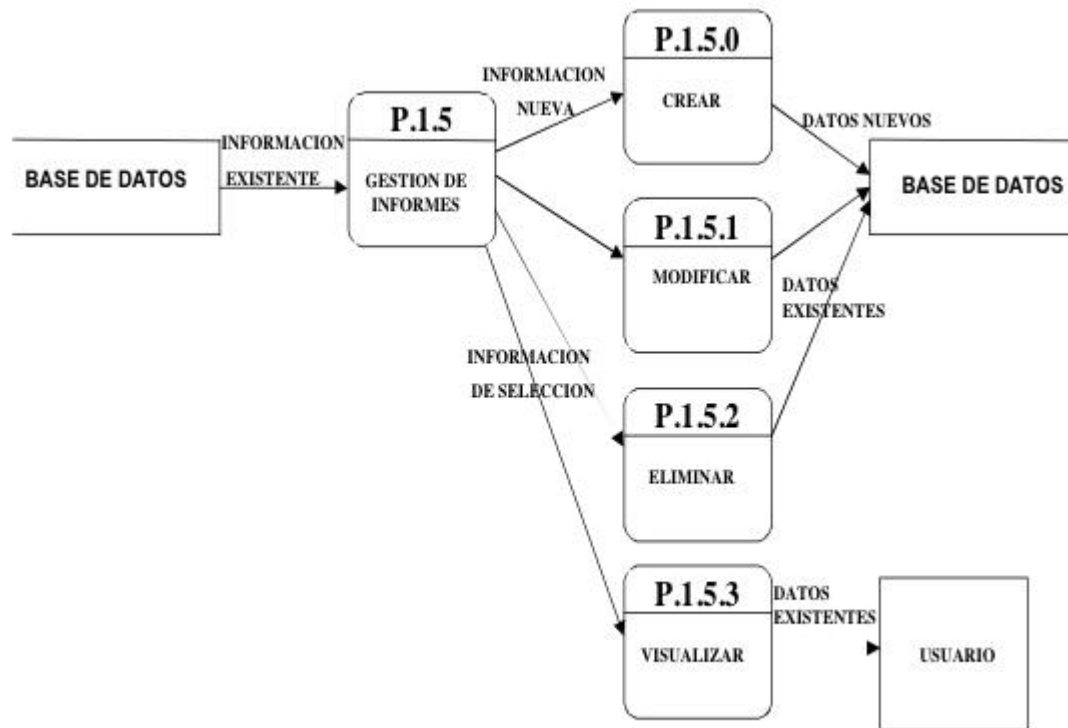 BASE DE DATOS
INFORMACION
EXISTENTE
P.1.5
GESTION DE
INFORMES
INFORMACION
NUEVA
P.1.5.0
CREAR
DATOS NUEVOS
BASE DE DATOS
P.1.5.1
MODIFICAR
DATOS
EXISTENTES
INFORMACION
DE SELECCION
P.1.5.2
ELIMINAR
P.1.5.3
VISUALIZAR
DATOS
EXISTENTES
USUARIO